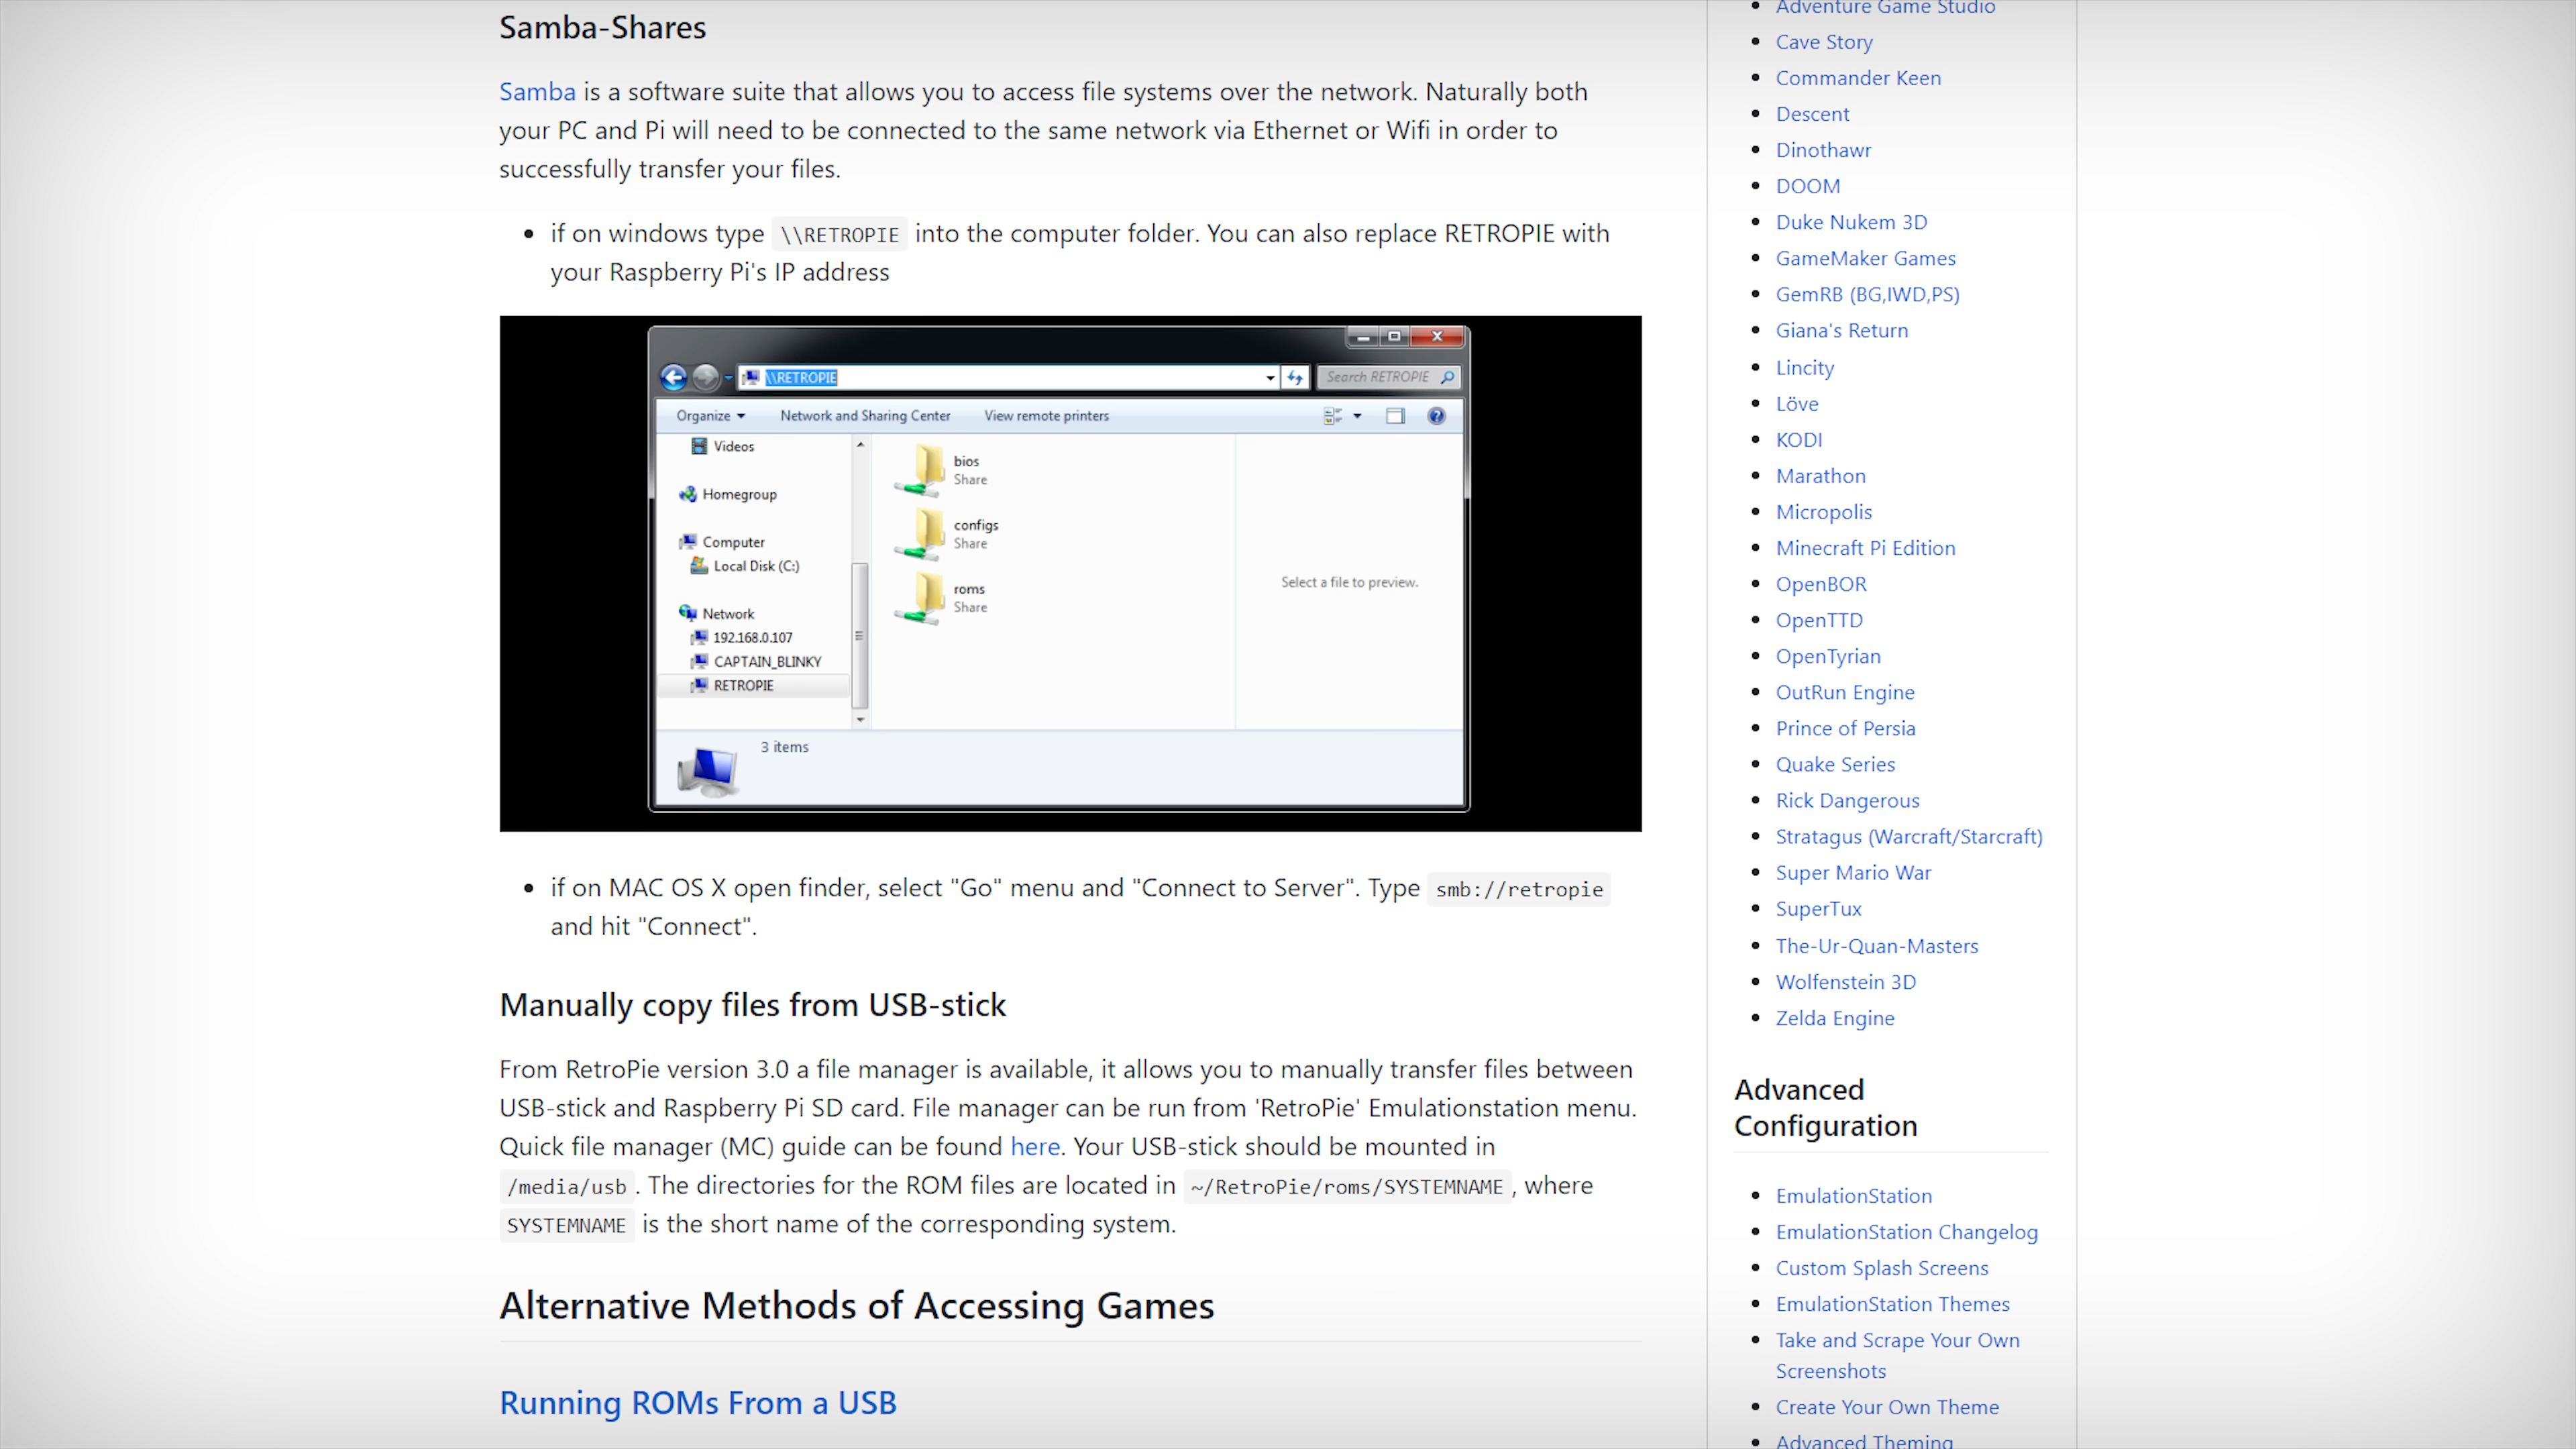 Samba-Shares
Samba is a software suite that allows you to access file systems over the network. Naturally both
your PC and Pi will need to be connected to the same network via Ethernet or Wifi in order to
successfully transfer your files.
• if on windows type \\RETROPIE into the computer folder. You can also replace RETROPIE with
your Raspberry Pi's IP address
\\RETROPIE
Search RETROPIE
Organize
Network and Sharing Center
View remote printers
Videos
Homegroup
Computer
Local Disk (C:)
Network
192.168.0.107
CAPTAIN_BLINKY
RETROPIE
bios
Share
configs
Share
roms
Share
Select a file to preview.
3 items
• if on MAC OS X open finder, select "Go" menu and "Connect to Server". Type smb://retropie
and hit "Connect".
Manually copy files from USB-stick
From RetroPie version 3.0 a file manager is available, it allows you to manually transfer files between
USB-stick and Raspberry Pi SD card. File manager can be run from 'RetroPie' Emulationstation menu.
Quick file manager (MC) guide can be found here. Your USB-stick should be mounted in
/media/usb . The directories for the ROM files are located in ~/RetroPie/roms/SYSTEMNAME , where
SYSTEMNAME is the short name of the corresponding system.
Alternative Methods of Accessing Games
Running ROMs From a USB
• Adventure Game Studio
• Cave Story
• Commander Keen
• Descent
• Dinothawr
• DOOM
• Duke Nukem 3D
• GameMaker Games
• GemRB (BG,IWD,PS)
• Giana's Return
• Lincity
• Löve
• KODI
• Marathon
• Micropolis
• Minecraft Pi Edition
• OpenBOR
• OpenTTD
• OpenTyrian
• OutRun Engine
• Prince of Persia
• Quake Series
• Rick Dangerous
• Stratagus (Warcraft/Starcraft)
• Super Mario War
• SuperTux
• The-Ur-Quan-Masters
• Wolfenstein 3D
• Zelda Engine
Advanced
Configuration
• EmulationStation
• EmulationStation Changelog
• Custom Splash Screens
• EmulationStation Themes
• Take and Scrape Your Own
Screenshots
• Create Your Own Theme
• Advanced Theming